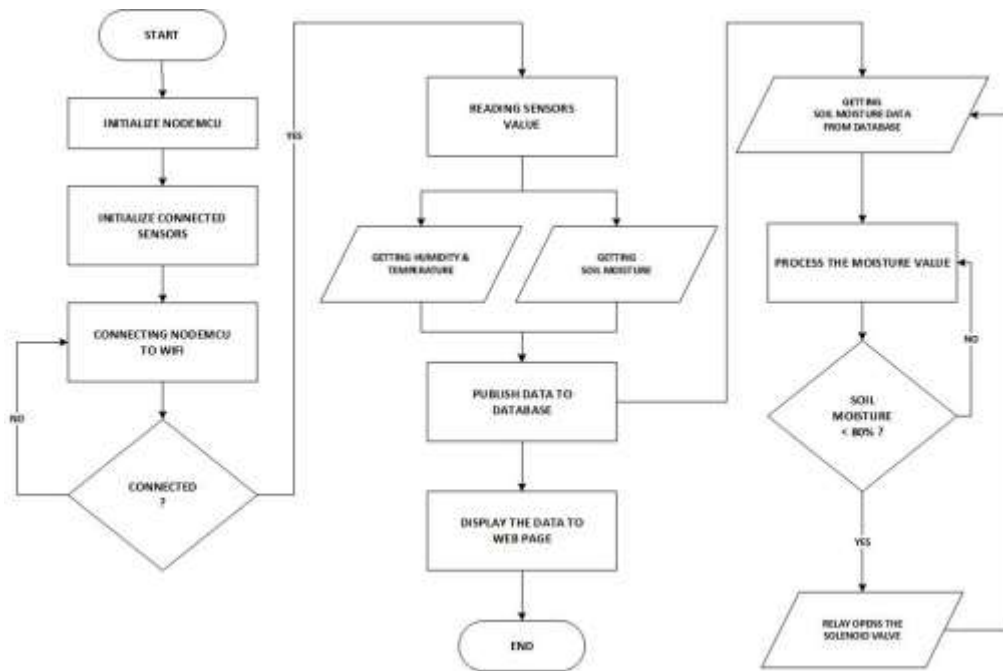 START
INITIALIZE NODEMCU
INITIALIZE CONNECTED
SENSORS
CONNECTING NODEMCU
TO WIFI
NO
CONNECTED
?
YES
READING SENSORS
VALUE
GETTING HUMIDITY &
TEMPERATURE
GETTING
SOIL MOISTURE
PUBLISH DATA TO
DATABASE
DISPLAY THE DATA TO
WEB PAGE
END
GETTING
SOIL MOISTURE DATA
FROM DATABASE
PROCESS THE MOISTURE VALUE
NO
SOIL
MOISTURE
< 80% ?
YES
RELAY OPENS THE
SOLENOID VALVE